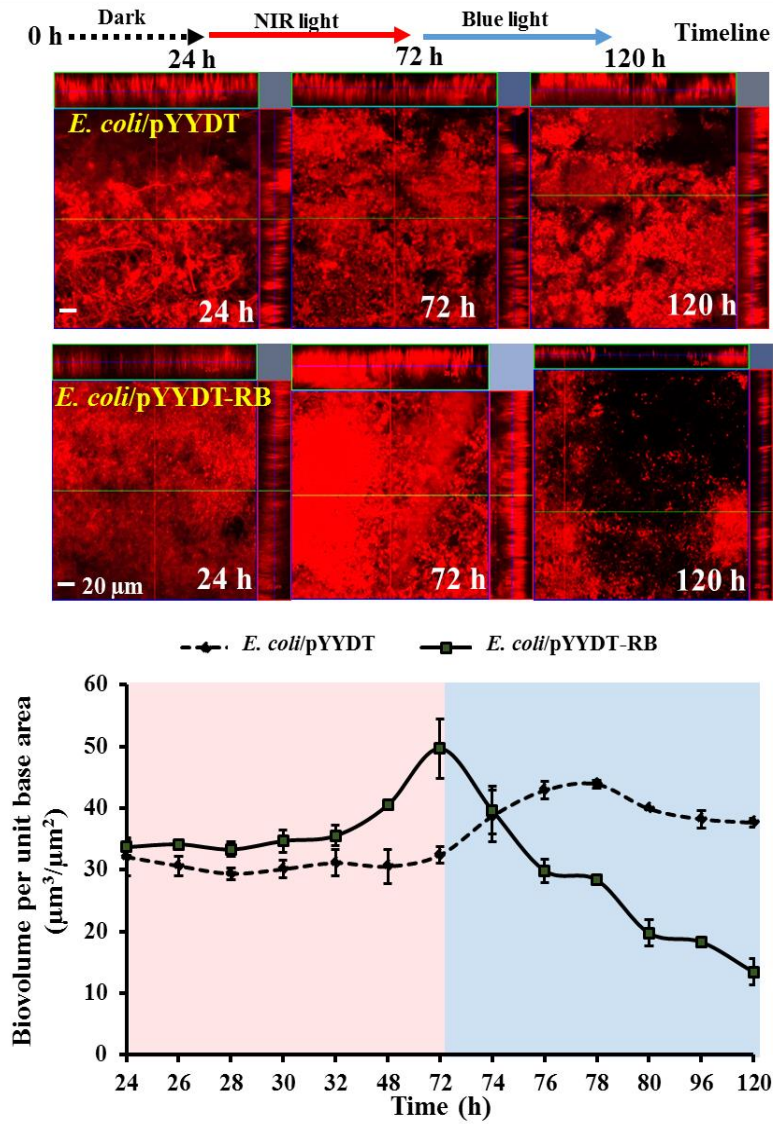 Dark
NIR light
Blue light
0 h
Timeline
24 h
72 h
120 h
E. coli/pYYDT
24 h
72 h
120 h
E. coli/pYYDT-RB
20 µm
24 h
72 h
120 h
E. coli/pYYDT
E. coli/pYYDT-RB
Biovolume per unit base area
(µm³/µm²)
60
50
40
30
20
10
0
24 26 28 30 32 48 72 74 76 78 80 96 120
Time (h)